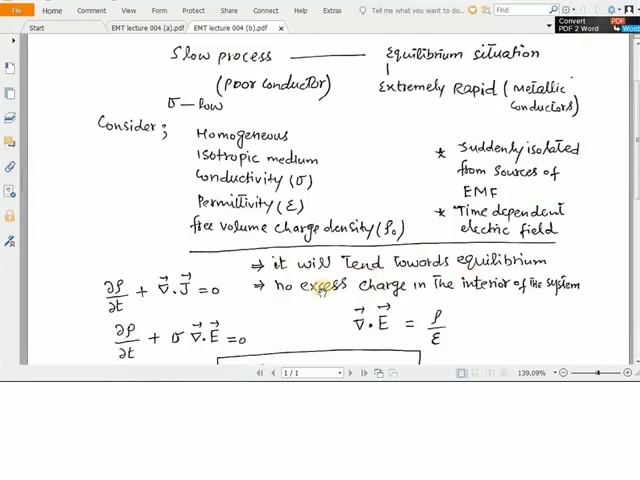 File Home Comment View Form Protect Share Connect Help Extras Tell me what you want to do... Find
Convert PDF
PDF 2 Word Word
Start EMT lecture 004 (a).pdf EMT lecture 004 (b).pdf ×
Slow process ——— Equilibrium situation
(poor conductor) Extremely Rapid (Metallic
σ – low conductors)
Consider;
Homogeneous
Isotropic medium
Conductivity (σ)
Permittivity (ε)
free volume charge density (ρ₀)
* Suddenly isolated
from sources of
EMF
* Time dependent
electric field
⇒ it will tend towards equilibrium
⇒ no excess charge in the interior of the system
∂ρ/∂t + ∇⃗.J⃗ = 0
∇⃗.E⃗ = ρ/ε
∂ρ/∂t + σ ∇⃗.E⃗ = 0
1 / 1 139.09%